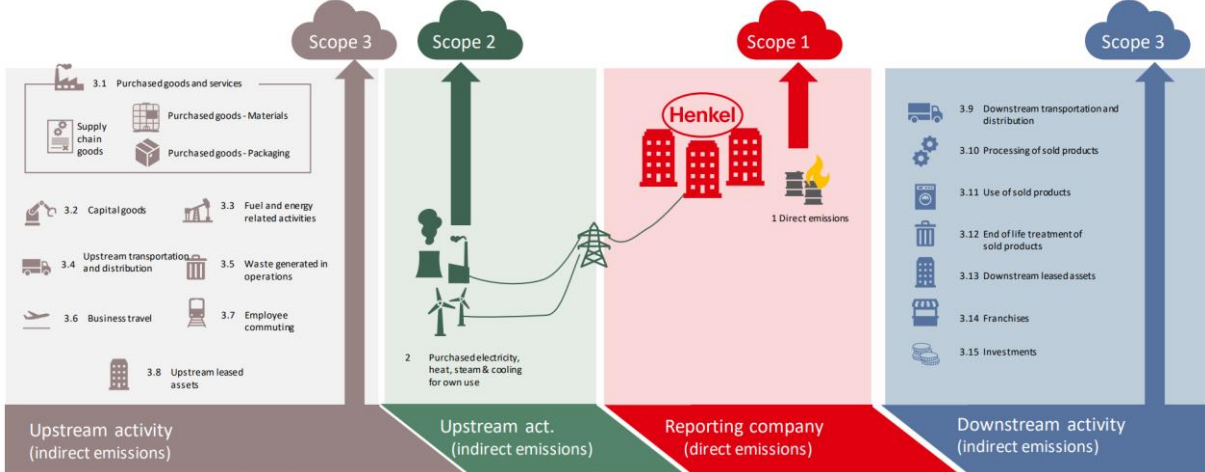 Scope 3
Scope 2
Scope 1
Scope 3
3.1 Purchased goods and services
Supply
chain
goods
Purchased goods - Materials
Purchased goods - Packaging
3.2 Capital goods
3.3 Fuel and energy
related activities
3.4 Upstream transportation
and distribution
3.5 Waste generated in
operations
3.6 Business travel
3.7 Employee
commuting
3.8 Upstream leased
assets
2 Purchased electricity,
heat, steam & cooling
for own use
Henkel
1 Direct emissions
3.9 Downstream transportation and
distribution
3.10 Processing of sold products
3.11 Use of sold products
3.12 End of life treatment of
sold products
3.13 Downstream leased assets
3.14 Franchises
3.15 Investments
Upstream activity
(indirect emissions)
Upstream act.
(indirect emissions)
Reporting company
(direct emissions)
Downstream activity
(indirect emissions)